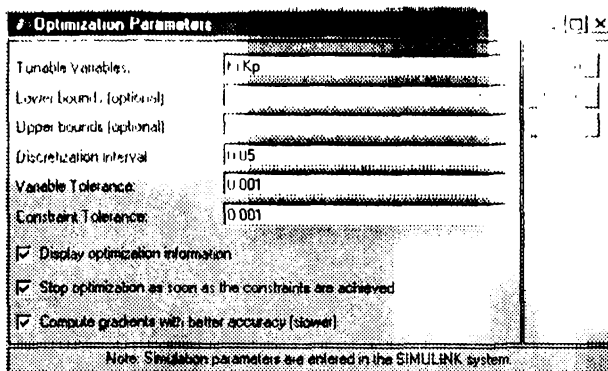 Optimization Parameters
Tunable Variables: Kp
Lower bounds (optional)
Upper bounds (optional)
Discretization interval 0.05
Variable Tolerance: 0.001
Constraint Tolerance: 0.001
Display optimization information
Stop optimization as soon as the constraints are achieved
Compute gradients with better accuracy (slower)
Note: Simulation parameters are entered in the SIMULINK system.